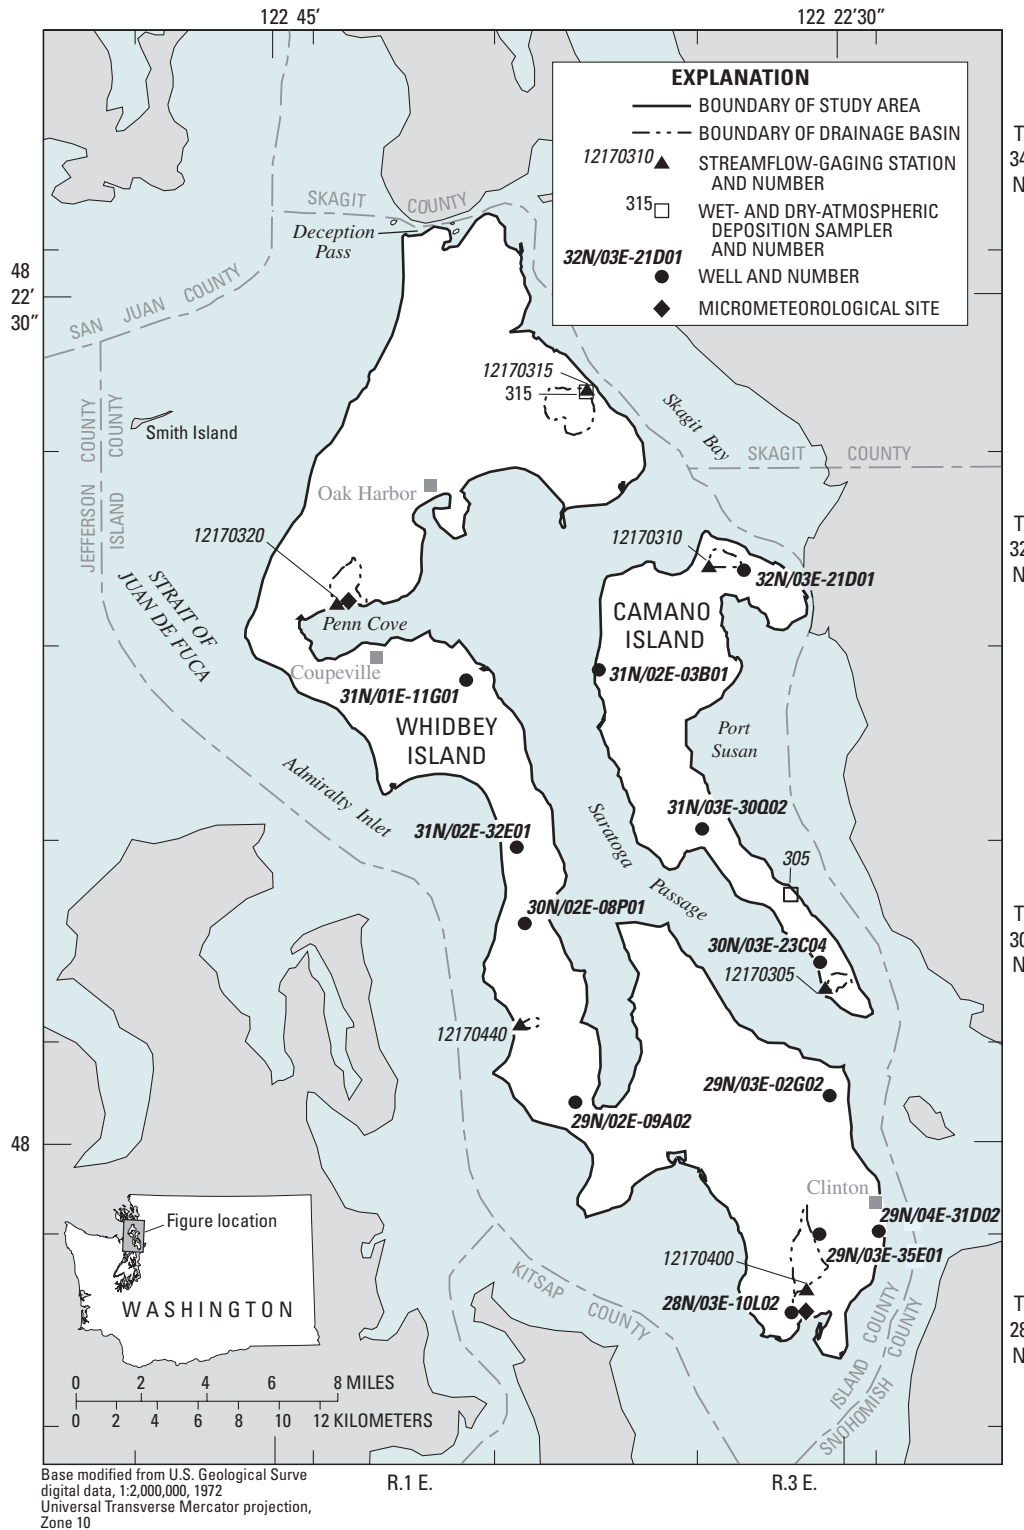 122 45'
122 22'30"
EXPLANATION
BOUNDARY OF STUDY AREA
BOUNDARY OF DRAINAGE BASIN
12170310
STREAMFLOW-GAGING STATION
AND NUMBER
315
WET- AND DRY-ATMOSPHERIC
DEPOSITION SAMPLER
AND NUMBER
32N/03E-21D01
WELL AND NUMBER
MICROMETEOROLOGICAL SITE
T
34
N
SKAGIT COUNTY
Deception
Pass
48
22'
30"
SAN JUAN COUNTY
12170315
315
Skagit Bay
SKAGIT COUNTY
JEFFERSON COUNTY
ISLAND COUNTY
Smith Island
Oak Harbor
12170320
12170310
T
32
N
32N/03E-21D01
STRAIT OF
JUAN DE FUCA
CAMANO
ISLAND
Penn Cove
Coupeville
31N/02E-03B01
31N/01E-11G01
WHIDBEY
ISLAND
Port
Susan
Admiralty Inlet
31N/03E-30Q02
Saratoga
Passage
31N/02E-32E01
305
30N/02E-08P01
T
30
N
30N/03E-23C04
12170305
12170440
29N/03E-02G02
29N/02E-09A02
48
Clinton
29N/04E-31D02
Figure location
29N/03E-35E01
12170400
KITSAP COUNTY
28N/03E-10L02
WASHINGTON
T
28
N
ISLAND COUNTY
SNOHOMISH COUNTY
0 2 4 6 8 MILES
0 2 4 6 8 10 12 KILOMETERS
Base modified from U.S. Geological Surve
digital data, 1:2,000,000, 1972
Universal Transverse Mercator projection,
Zone 10
R.1 E.
R.3 E.